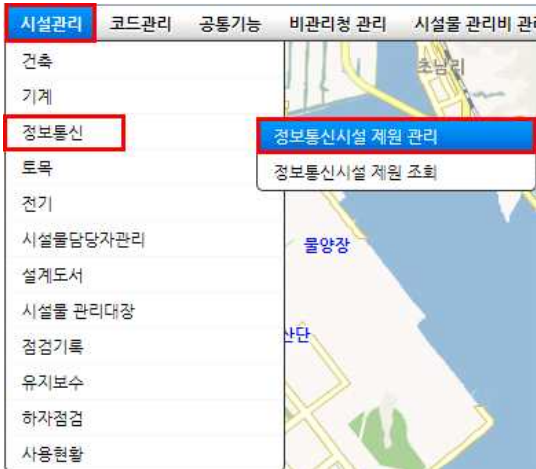 시설관리 코드관리 공통기능 비관리청 관리 시설물 관리비 관리
건축
기계
정보통신
정보통신시설 제원 관리
토목
정보통신시설 제원 조회
전기
시설물담당자관리
물양장
설계도서
시설물 관리대장
산단
점검기록
유지보수
하자점검
사용현황
초남리